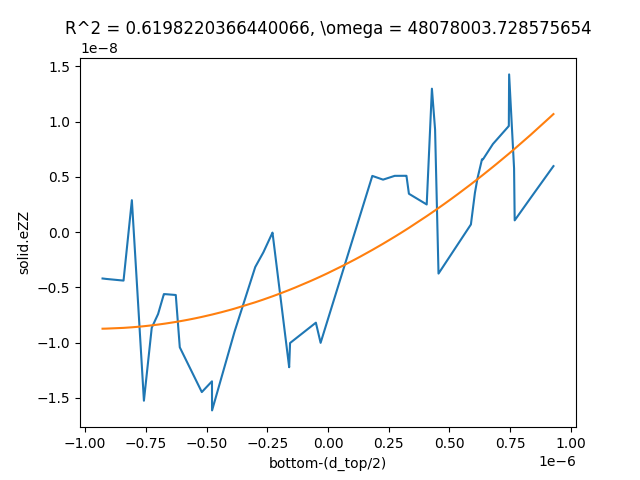 R^2 = 0.6198220366440066, \omega = 48078003.728575654
1e−8
1.5
1.0
0.5
0.0
−0.5
−1.0
−1.5
solid.eZZ
−1.00 −0.75 −0.50 −0.25 0.00 0.25 0.50 0.75 1.00
bottom-(d_top/2)
1e−6